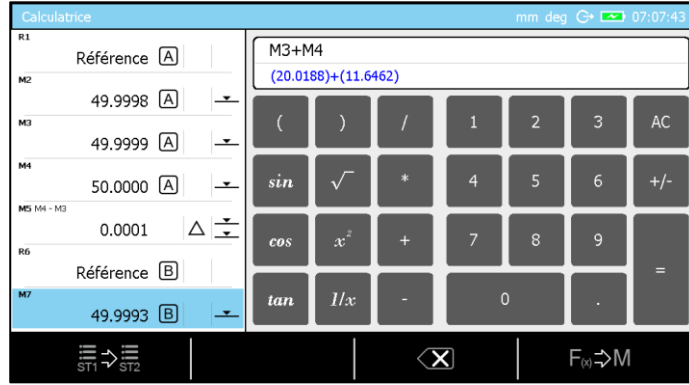 Calculatrice mm deg 07:07:43
R1
Référence A
M2
49.9998 A
M3
49.9999 A
M4
50.0000 A
M5 M4 - M3
0.0001
R6
Référence B
M7
49.9993 B
M3+M4
(20.0188)+(11.6462)
( ) / 1 2 3 AC
sin √ * 4 5 6 +/-
cos x² + 7 8 9
tan 1/x - 0 . =
ST1 ST2
F(x) M